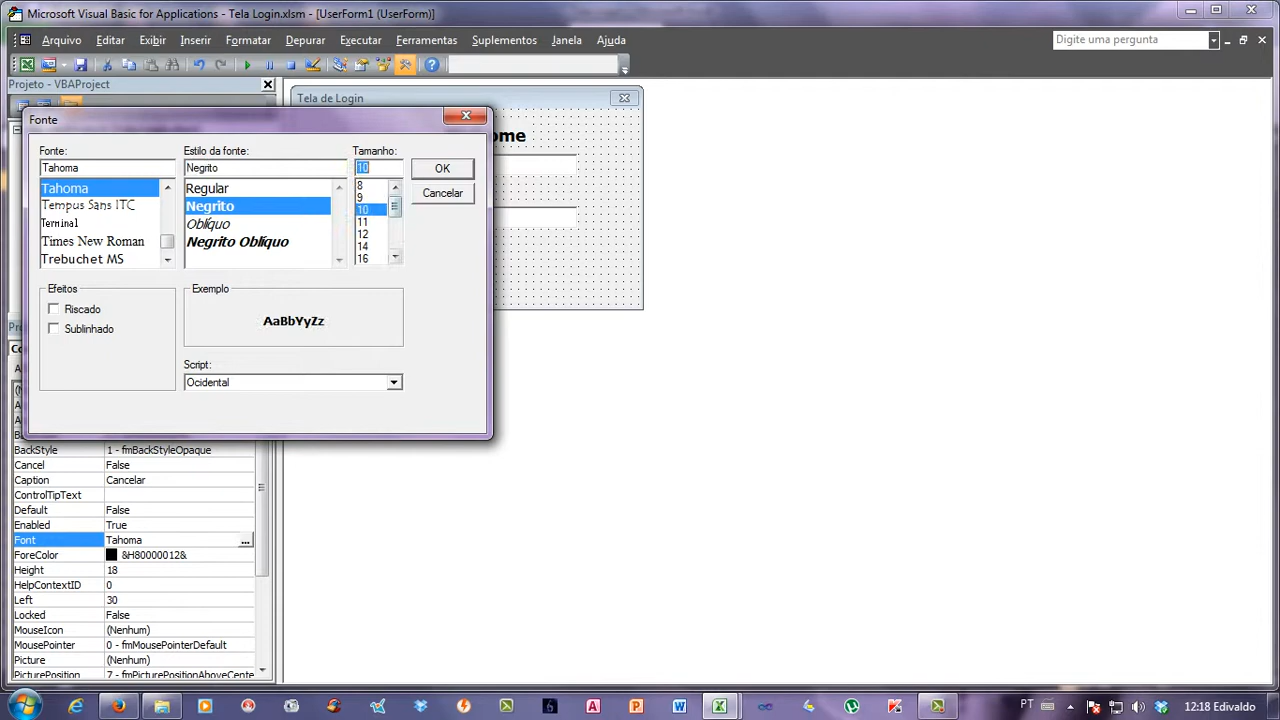 Microsoft Visual Basic for Applications - Tela Login.xlsm - [UserForm1 (UserForm)]
Arquivo Editar Exibir Inserir Formatar Depurar Executar Ferramentas Suplementos Janela Ajuda
Digite uma pergunta
Projeto - VBAProject
Tela de Login
Fonte
ome
Fonte: Estilo da fonte: Tamanho:
Tahoma Negrito 10 OK
Tahoma Regular 8
Cancelar
Tempus Sans ITC Negrito 9
10
Terminal Oblíquo 11
Times New Roman Negrito Oblíquo 12
14
Trebuchet MS 16
Efeitos Exemplo
Riscado
Sublinhado
AaBbYyZz
Script:
Ocidental
BackStyle 1 - fmBackStyleOpaque
Cancel False
Caption Cancelar
ControlTipText
Default False
Enabled True
Font Tahoma ...
ForeColor &H80000012&
Height 18
HelpContextID 0
Left 30
Locked False
MouseIcon (Nenhum)
MousePointer 0 - fmMousePointerDefault
Picture (Nenhum)
PicturePosition 7 - fmPicturePositionAboveCente
PT 12:18 Edivaldo